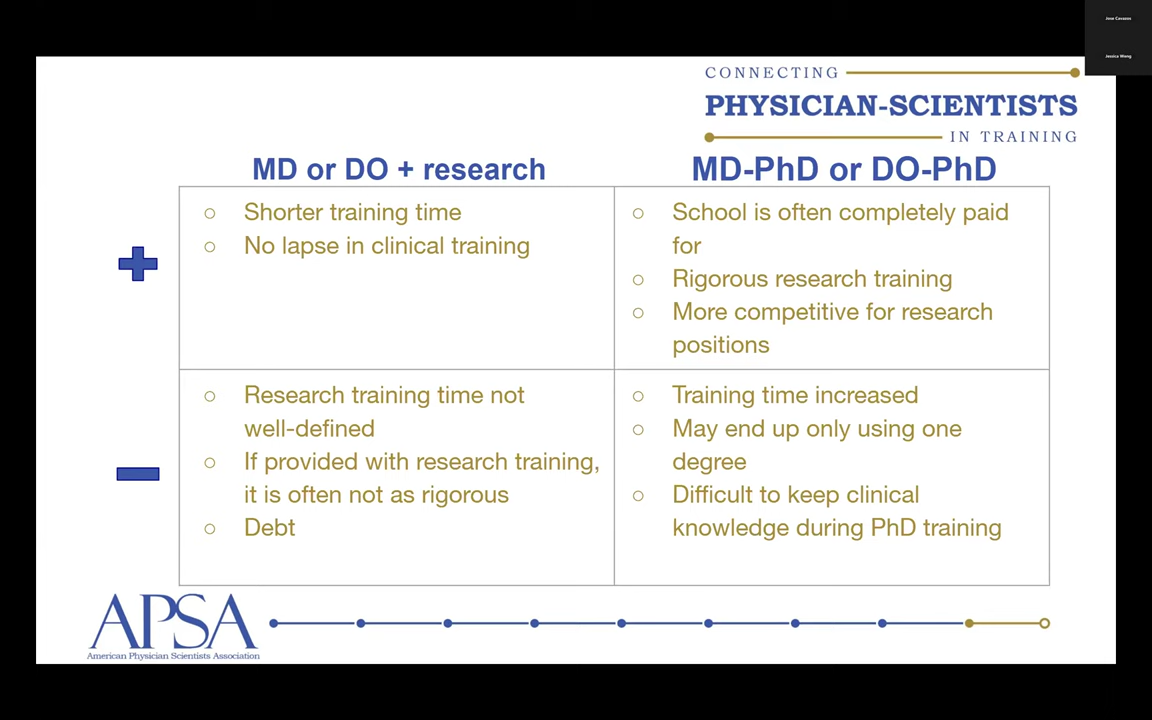 Jose Cavazos
Jessica Wong
CONNECTING
PHYSICIAN-SCIENTISTS
IN TRAINING
MD or DO + research
MD-PhD or DO-PhD
○ Shorter training time
○ No lapse in clinical training
○ School is often completely paid
for
○ Rigorous research training
○ More competitive for research
positions
○ Research training time not
well-defined
○ If provided with research training,
it is often not as rigorous
○ Debt
○ Training time increased
○ May end up only using one
degree
○ Difficult to keep clinical
knowledge during PhD training
APSA
American Physician Scientists Association